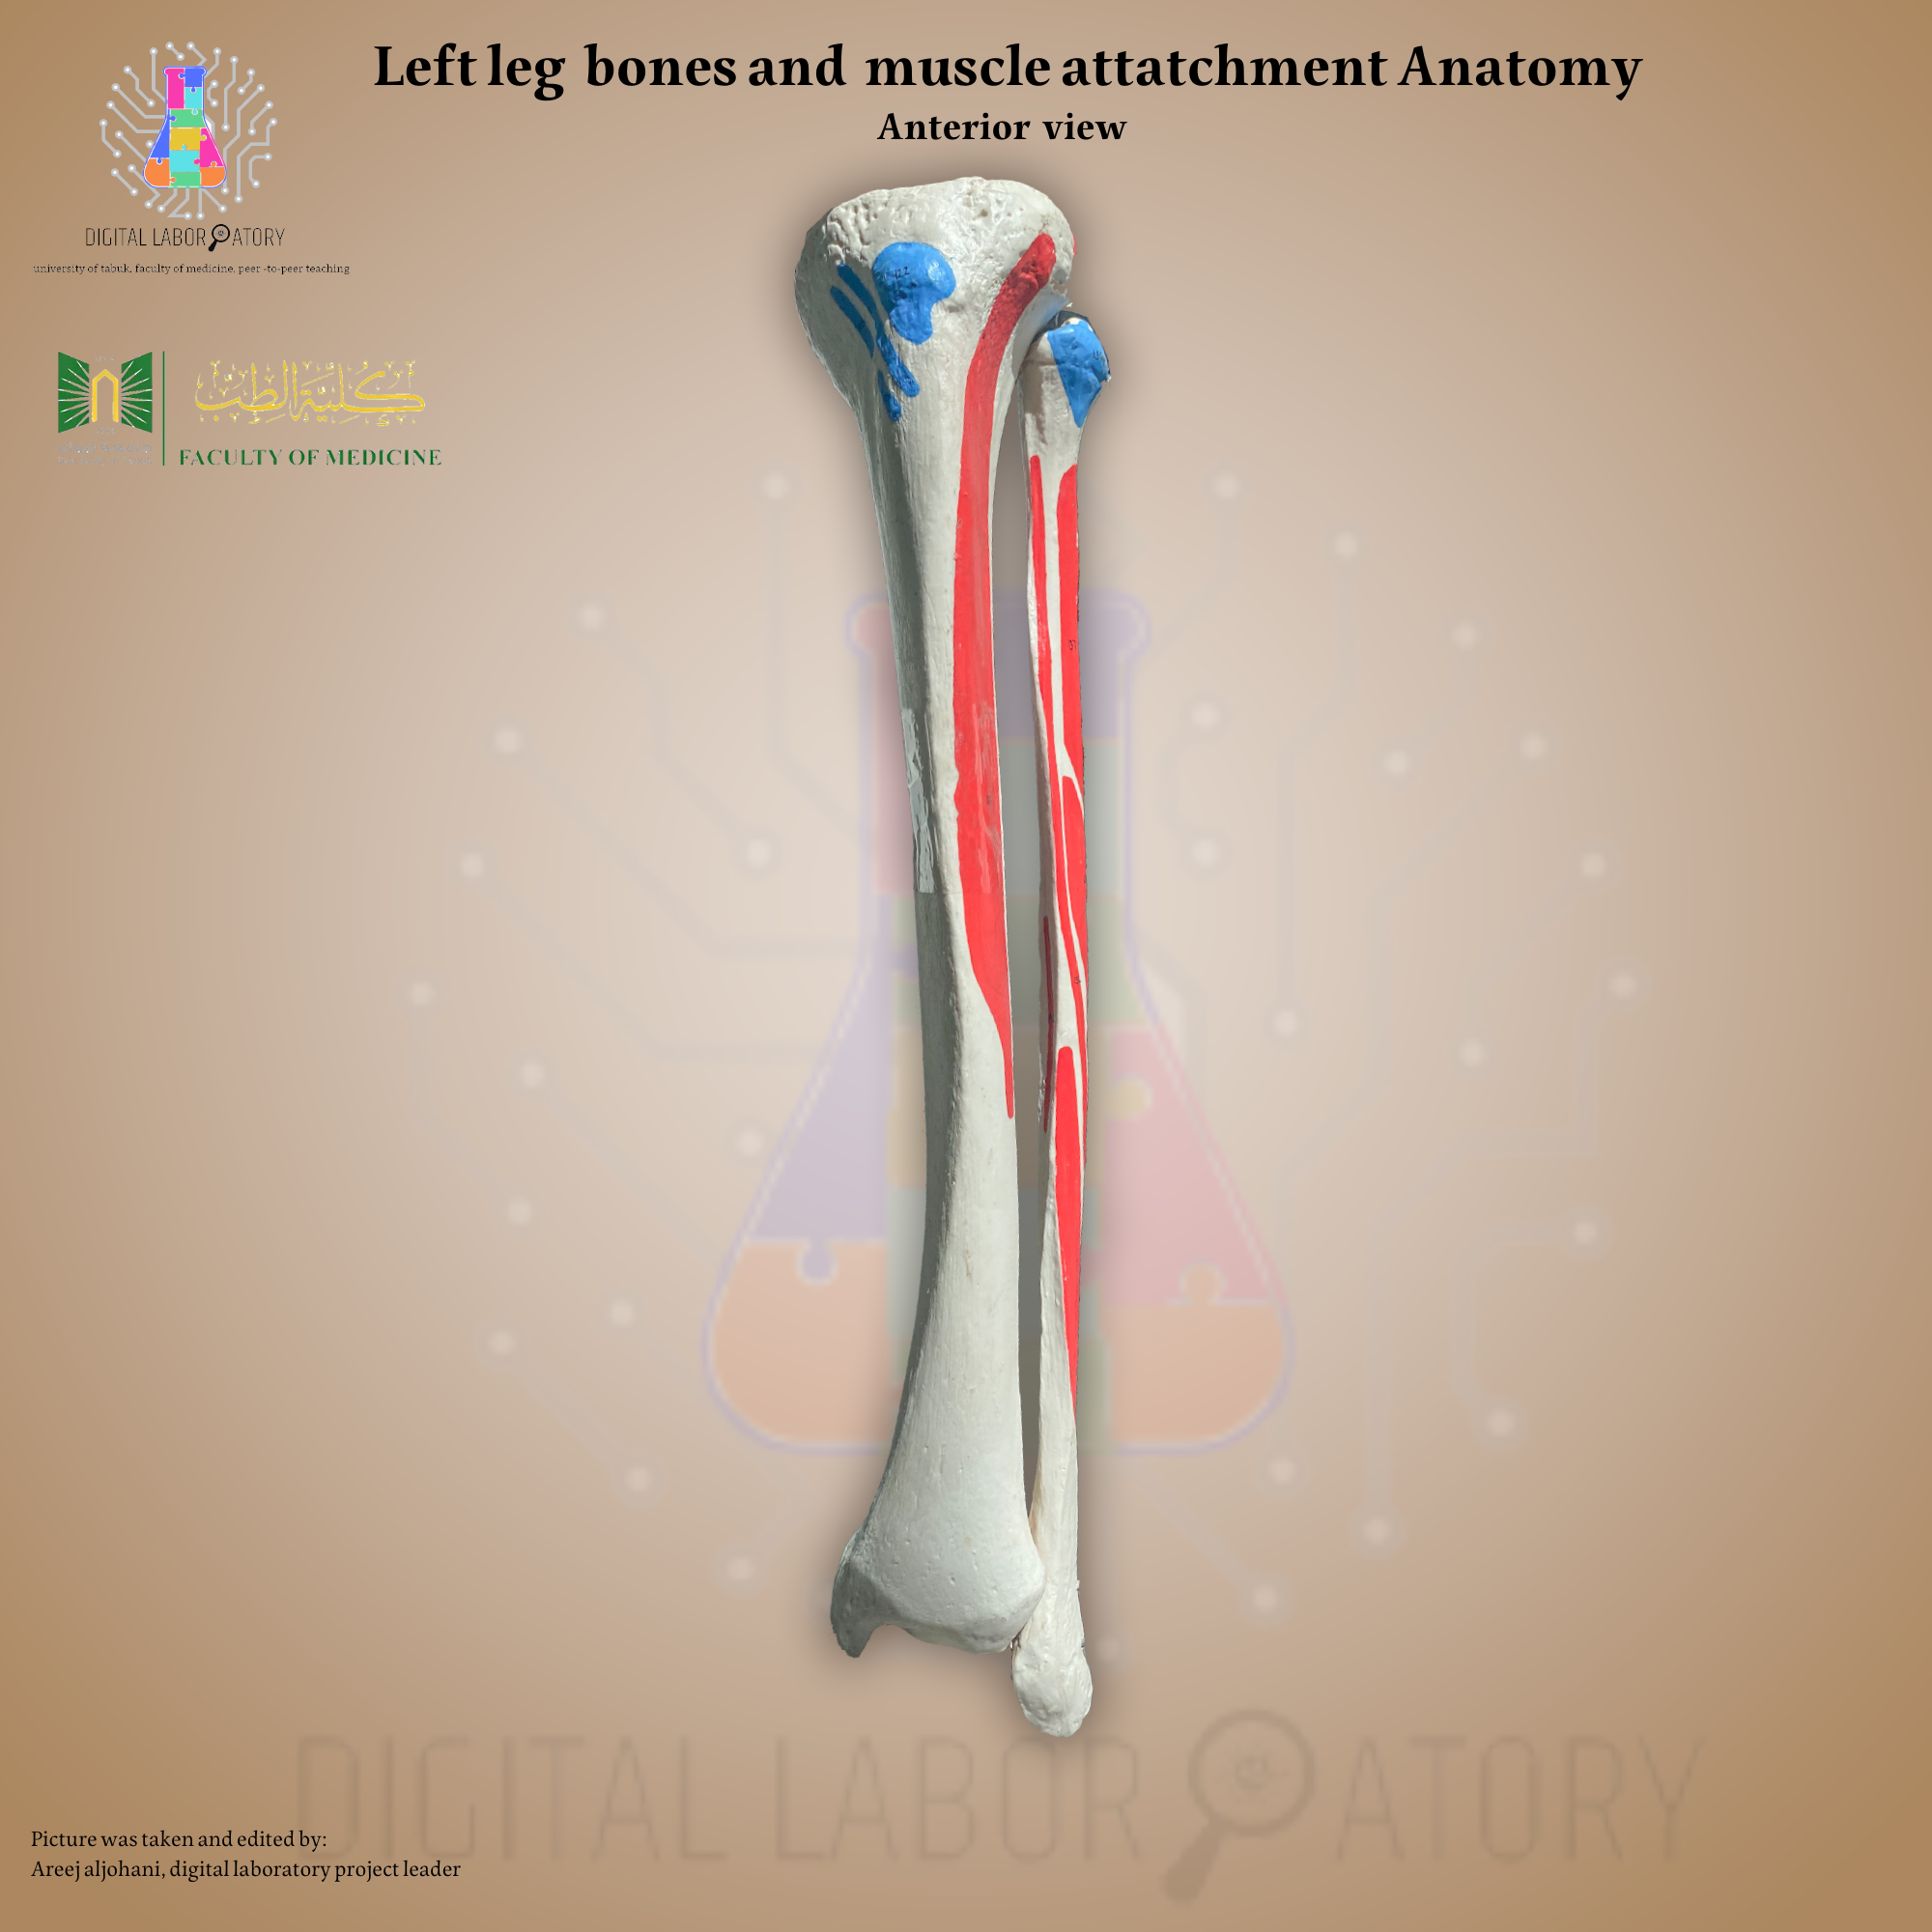 Left leg bones and muscle attatchment Anatomy
Anterior view
DIGITAL LABORATORY
university of tabuk, faculty of medicine, peer -to-peer teaching
كلية الطب
FACULTY OF MEDICINE
DIGITAL LABORATORY
Picture was taken and edited by:
Areej aljohani, digital laboratory project leader